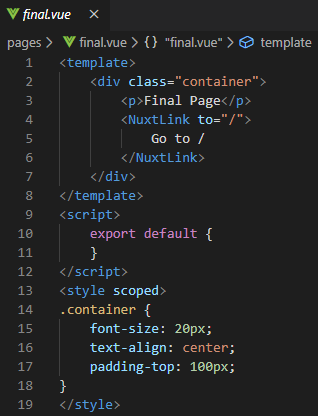 final.vue ×
pages > final.vue > {} "final.vue" > template
1 <template>
2     <div class="container">
3         <p>Final Page</p>
4         <NuxtLink to="/">
5             Go to /
6         </NuxtLink>
7     </div>
8 </template>
9 <script>
10     export default {
11     }
12 </script>
13 <style scoped>
14 .container {
15     font-size: 20px;
16     text-align: center;
17     padding-top: 100px;
18 }
19 </style>